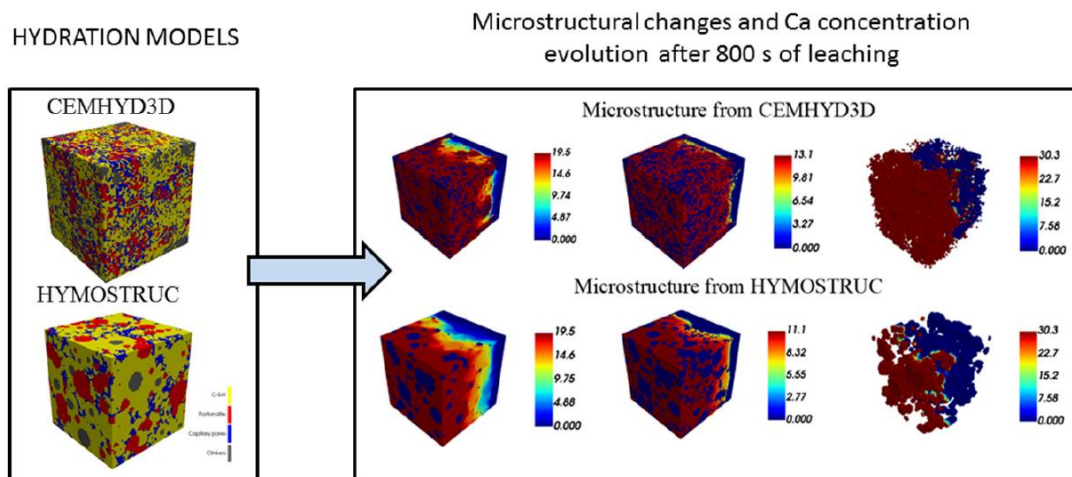 HYDRATION MODELS
Microstructural changes and Ca concentration
evolution after 800 s of leaching
CEMHYD3D
HYMOSTRUC
C-S-H
Portlandite
Capillary pores
Clinkers
Microstructure from CEMHYD3D
19.5
14.6
9.74
4.87
0.000
13.1
9.81
6.54
3.27
0.000
30.3
22.7
15.2
7.58
0.000
Microstructure from HYMOSTRUC
19.5
14.6
9.75
4.88
0.000
11.1
8.32
5.55
2.77
0.000
30.3
22.7
15.2
7.58
0.000